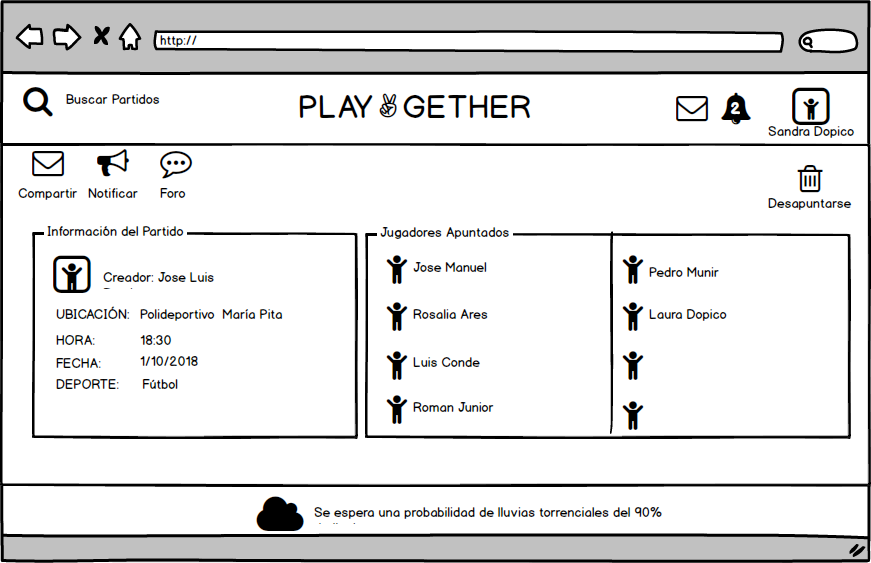 http://
Buscar Partidos
PLAY✌GETHER
2
Sandra Dopico
Compartir
Notificar
Foro
Desapuntarse
Información del Partido
Creador: Jose Luis
UBICACIÓN: Polideportivo María Pita
HORA: 18:30
FECHA: 1/10/2018
DEPORTE: Fútbol
Jugadores Apuntados
Jose Manuel
Rosalia Ares
Luis Conde
Roman Junior
Pedro Munir
Laura Dopico
Se espera una probabilidad de lluvias torrenciales del 90%